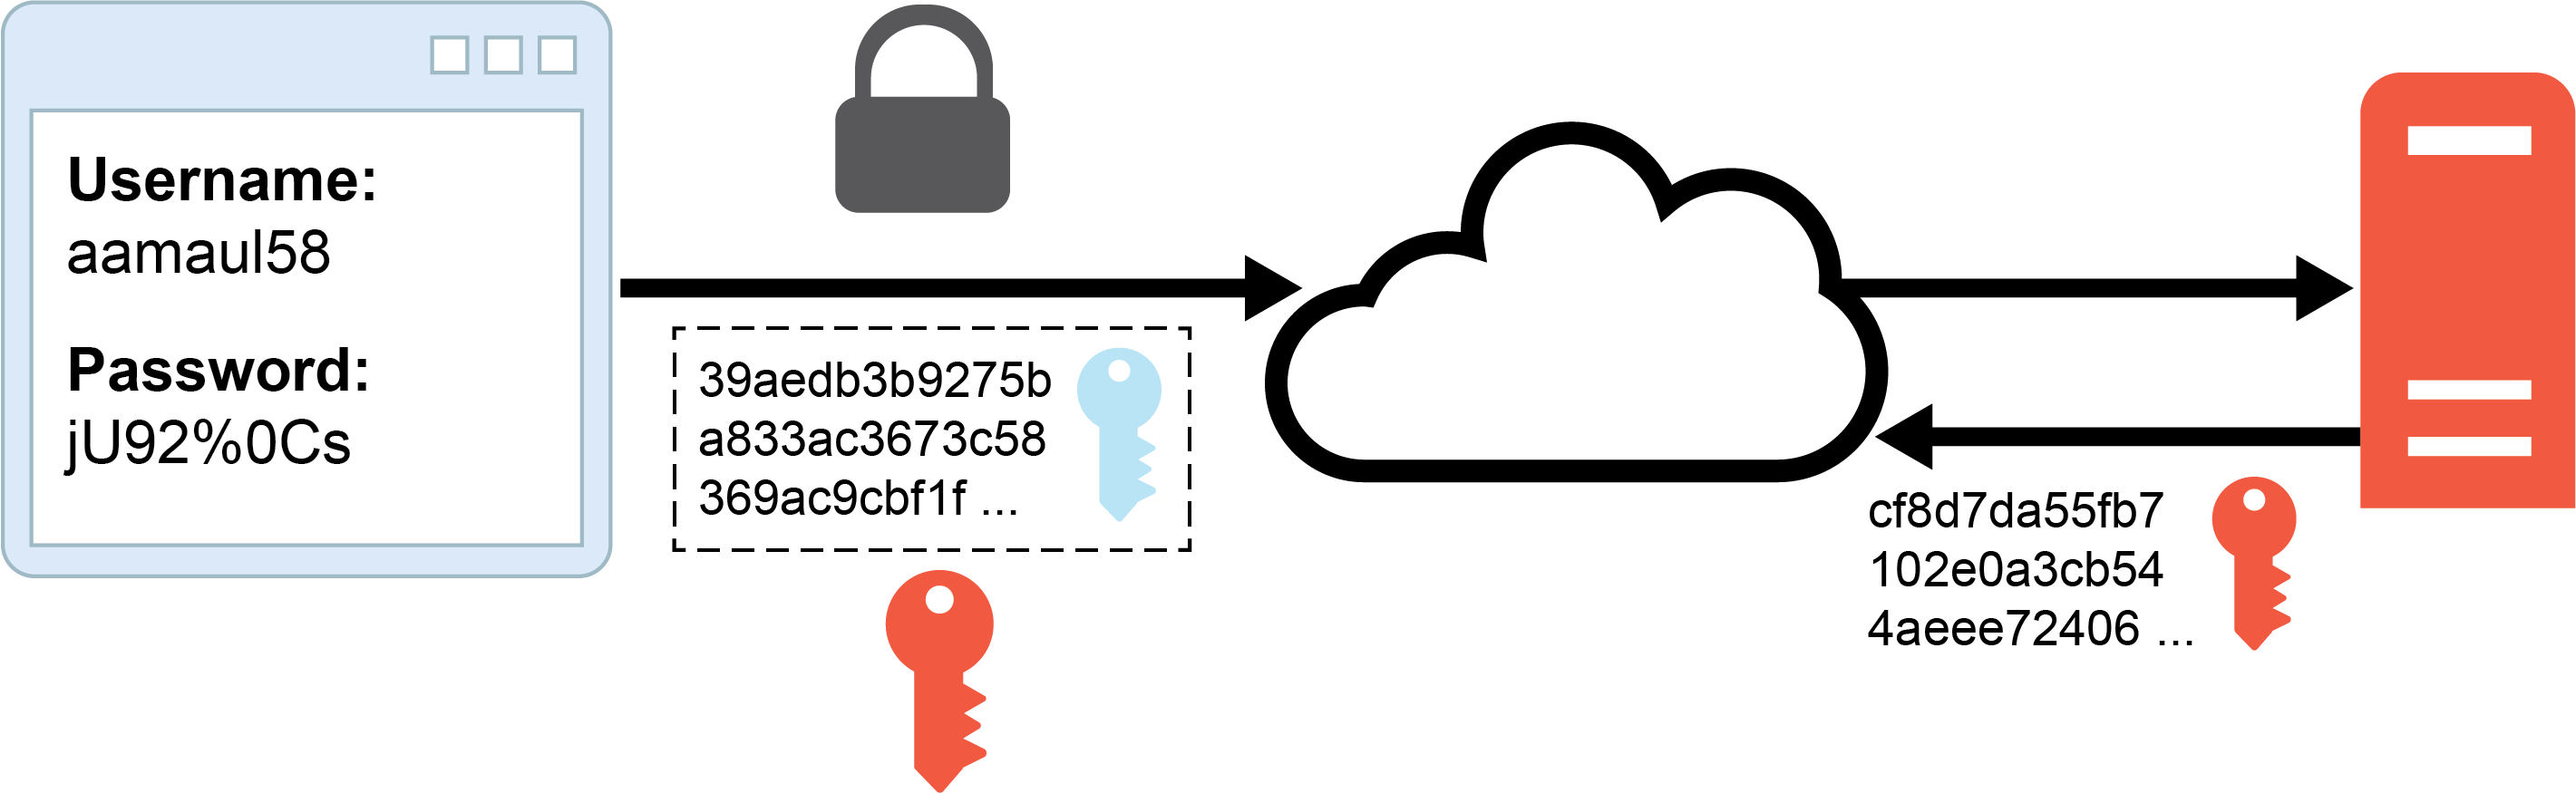 Username:
aamaul58
Password:
jU92%0Cs
39aedb3b9275b
a833ac3673c58
369ac9cbf1f ...
cf8d7da55fb7
102e0a3cb54
4aeee72406 ...